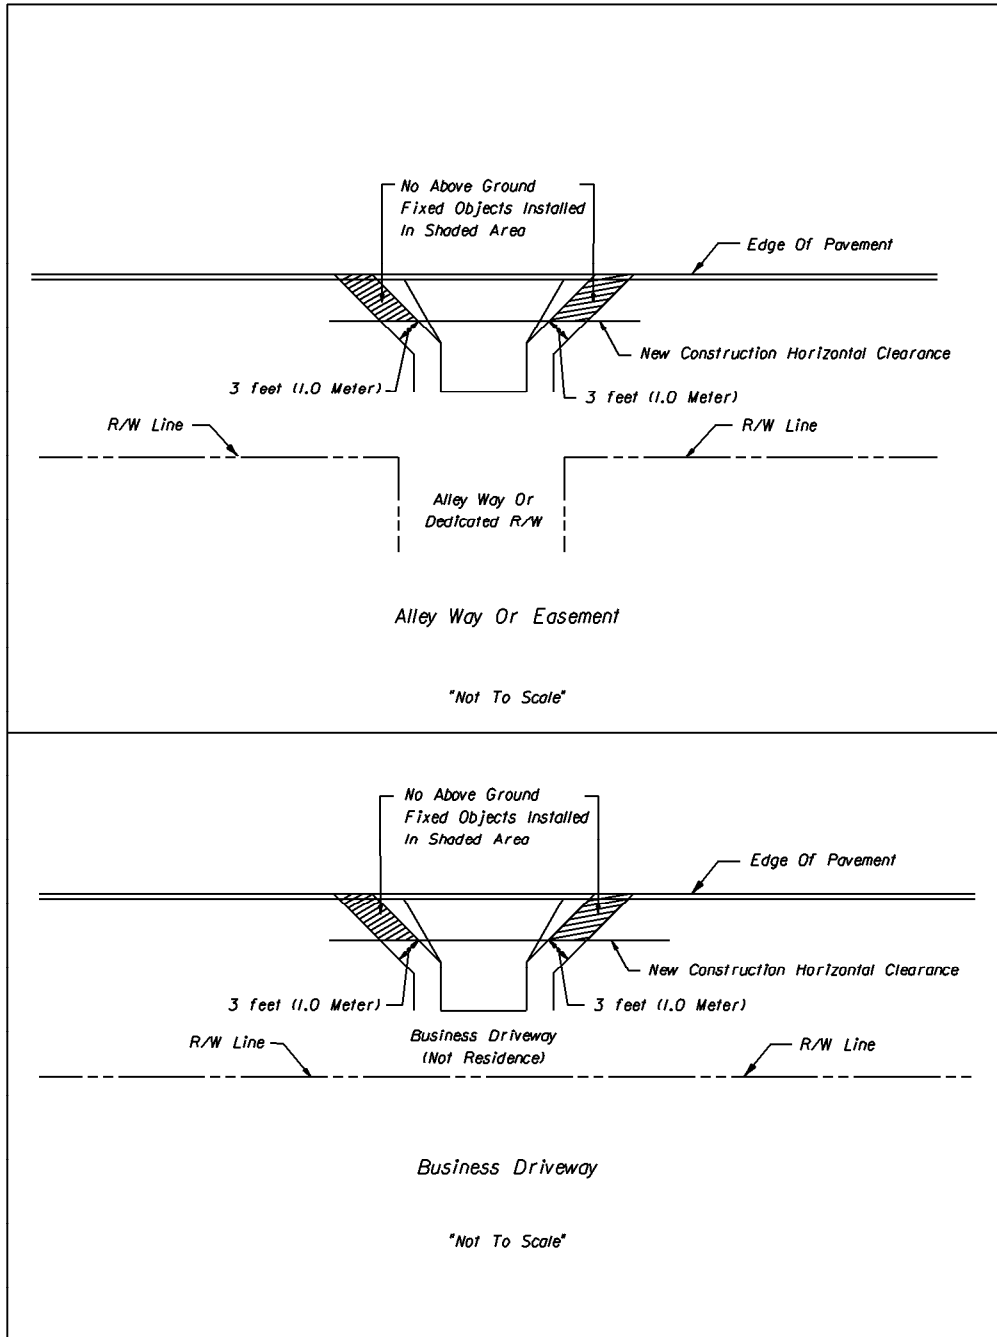 No Above Ground
Fixed Objects Installed
In Shaded Area
Edge Of Pavement
New Construction Horizontal Clearance
3 feet (1.0 Meter)
3 feet (1.0 Meter)
R/W Line
R/W Line
Alley Way Or
Dedicated R/W
Alley Way Or Easement
"Not To Scale"
No Above Ground
Fixed Objects Installed
In Shaded Area
Edge Of Pavement
New Construction Horizontal Clearance
3 feet (1.0 Meter)
3 feet (1.0 Meter)
Business Driveway
(Not Residence)
R/W Line
R/W Line
Business Driveway
"Not To Scale"